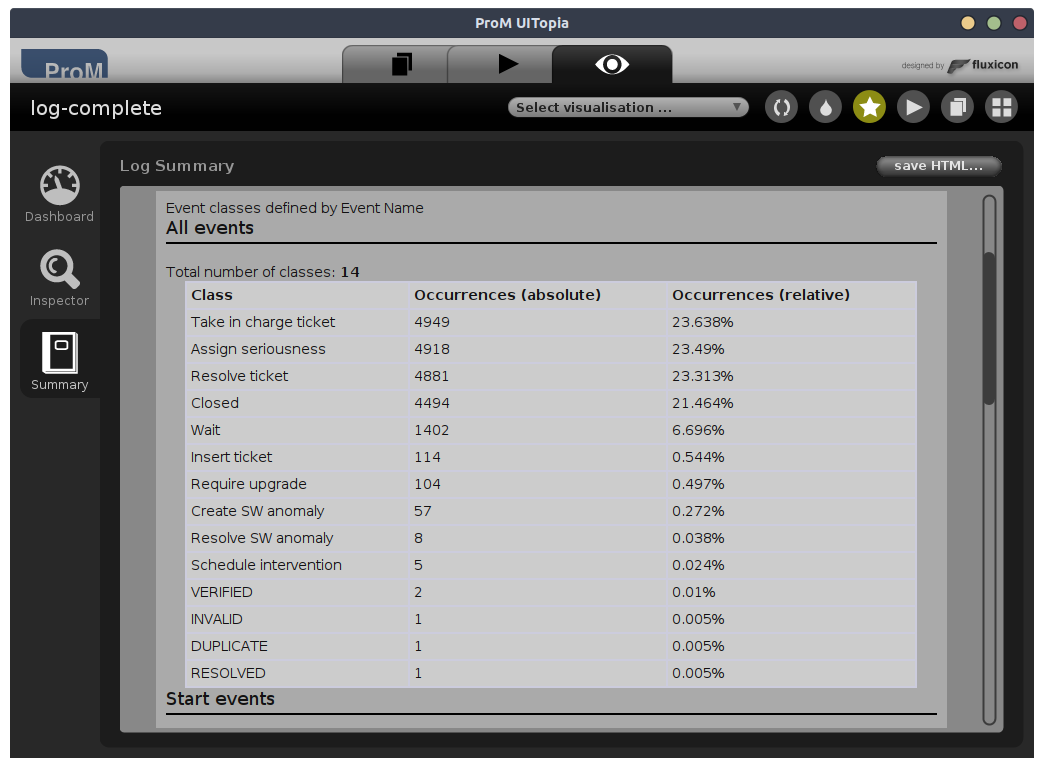 ProM UITopia
ProM
designed by fluxicon
log-complete
Select visualisation ...
Dashboard
Inspector
Summary
Log Summary
save HTML...
Event classes defined by Event Name
All events
Total number of classes: 14
Class Occurrences (absolute) Occurrences (relative)
Take in charge ticket 4949 23.638%
Assign seriousness 4918 23.49%
Resolve ticket 4881 23.313%
Closed 4494 21.464%
Wait 1402 6.696%
Insert ticket 114 0.544%
Require upgrade 104 0.497%
Create SW anomaly 57 0.272%
Resolve SW anomaly 8 0.038%
Schedule intervention 5 0.024%
VERIFIED 2 0.01%
INVALID 1 0.005%
DUPLICATE 1 0.005%
RESOLVED 1 0.005%
Start events